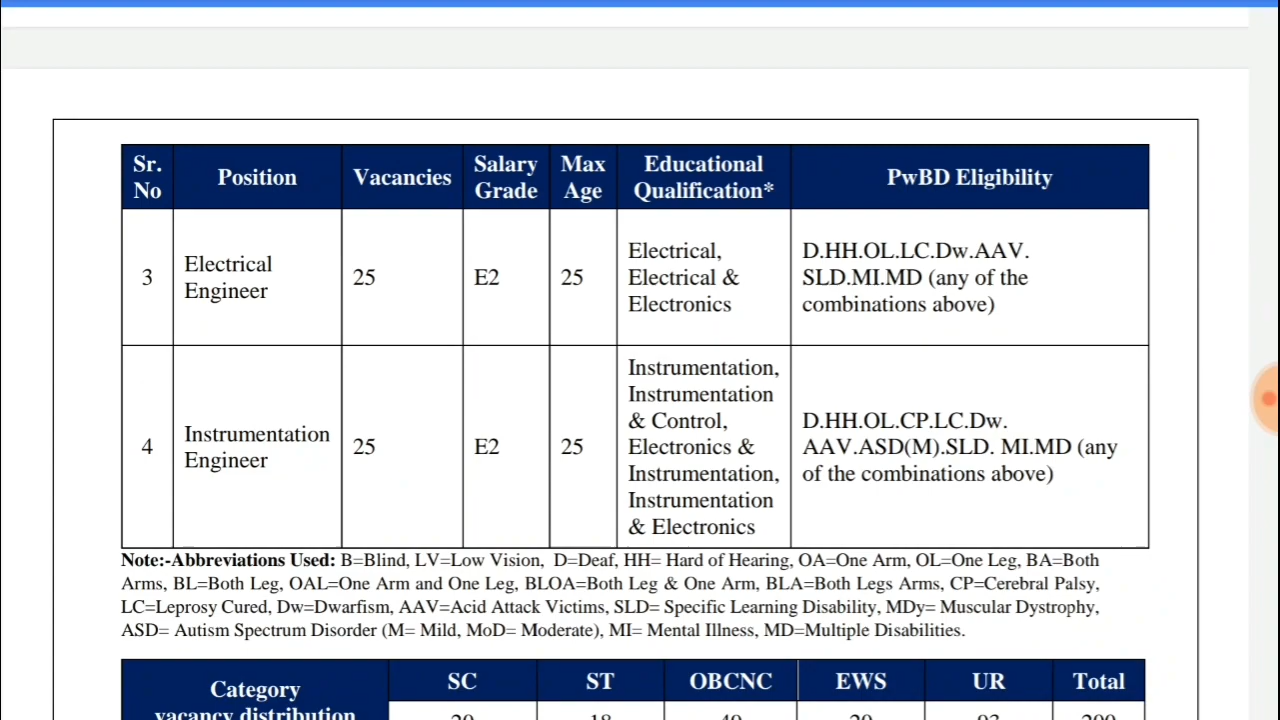 Sr. No Position Vacancies Salary Grade Max Age Educational Qualification* PwBD Eligibility
3 Electrical Engineer 25 E2 25 Electrical, Electrical & Electronics D.HH.OL.LC.Dw.AAV. SLD.MI.MD (any of the combinations above)
4 Instrumentation Engineer 25 E2 25 Instrumentation, Instrumentation & Control, Electronics & Instrumentation, Instrumentation & Electronics D.HH.OL.CP.LC.Dw. AAV.ASD(M).SLD. MI.MD (any of the combinations above)
Note:-Abbreviations Used: B=Blind, LV=Low Vision, D=Deaf, HH= Hard of Hearing, OA=One Arm, OL=One Leg, BA=Both
Arms, BL=Both Leg, OAL=One Arm and One Leg, BLOA=Both Leg & One Arm, BLA=Both Legs Arms, CP=Cerebral Palsy,
LC=Leprosy Cured, Dw=Dwarfism, AAV=Acid Attack Victims, SLD= Specific Learning Disability, MDy= Muscular Dystrophy,
ASD= Autism Spectrum Disorder (M= Mild, MoD= Moderate), MI= Mental Illness, MD=Multiple Disabilities.
Category vacancy distribution SC ST OBCNC EWS UR Total